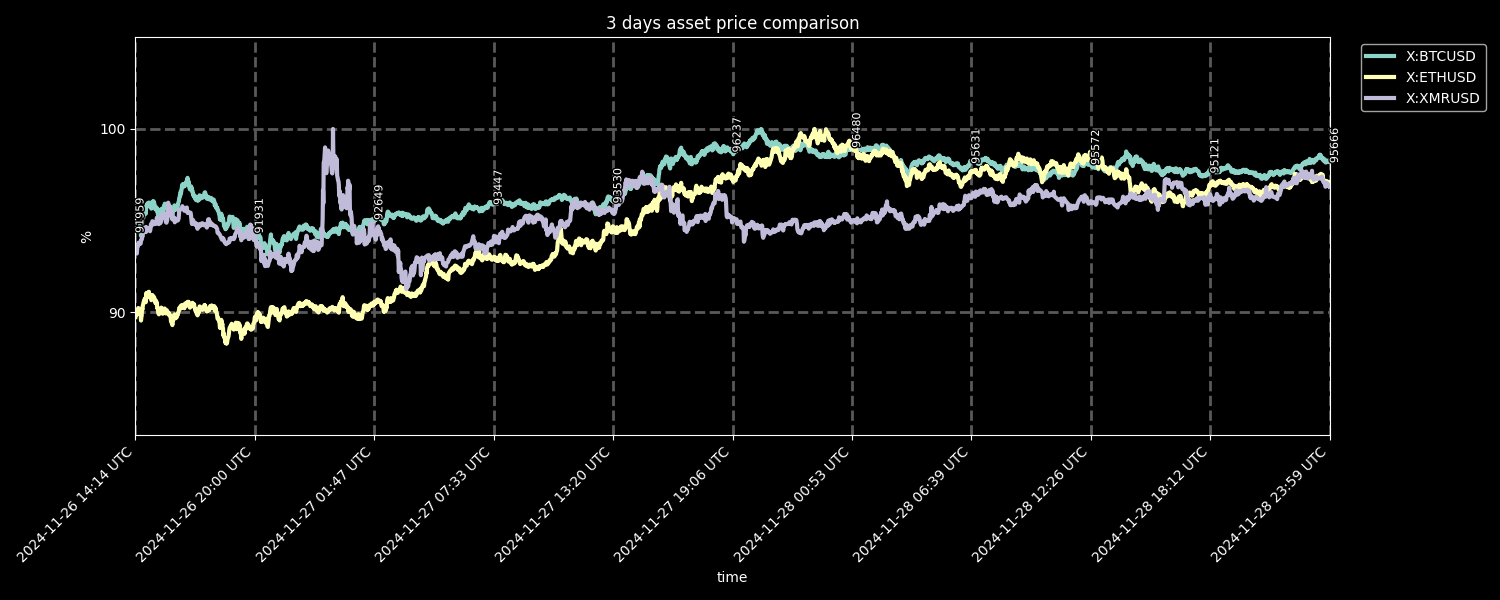 3 days asset price comparison
X:BTCUSD
X:ETHUSD
X:XMRUSD
100
90
%
91959
91931
92649
93447
93530
96237
96480
95631
95572
95121
95666
2024-11-26 14:14 UTC
2024-11-26 20:00 UTC
2024-11-27 01:47 UTC
2024-11-27 07:33 UTC
2024-11-27 13:20 UTC
2024-11-27 19:06 UTC
2024-11-28 00:53 UTC
2024-11-28 06:39 UTC
2024-11-28 12:26 UTC
2024-11-28 18:12 UTC
2024-11-28 23:59 UTC
time